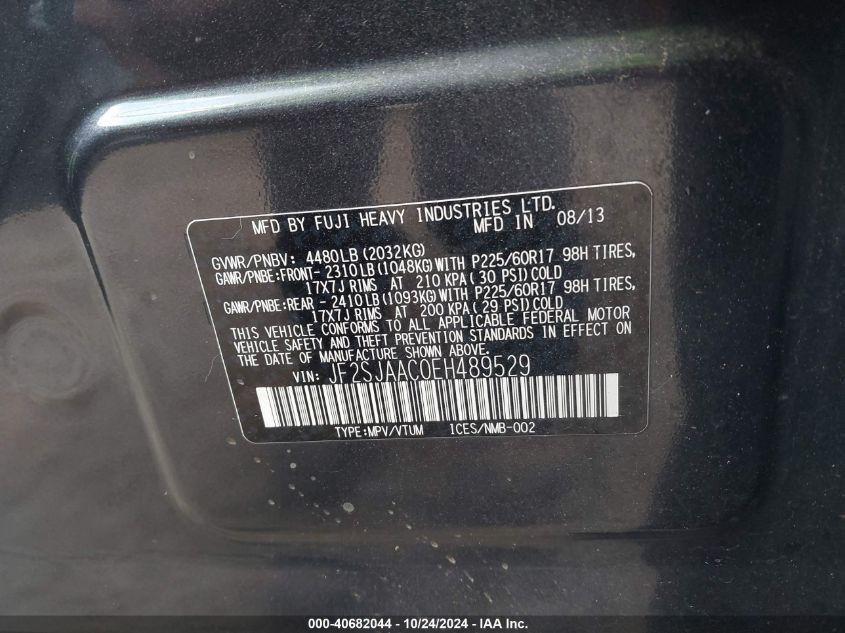 MFD BY FUJI HEAVY INDUSTRIES LTD.
MFD IN 08/13
GVWR/PNBV: 4480LB (2032KG)
GAWR/PNBE:FRONT- 2310LB (1048KG)WITH P225/60R17 98H TIRES,
17X7J RIMS AT 210 KPA (30 PSI)COLD
GAWR/PNBE:REAR - 2410LB (1093KG)WITH P225/60R17 98H TIRES,
17X7J RIMS AT 200 KPA (29 PSI)COLD
THIS VEHICLE CONFORMS TO ALL APPLICABLE FEDERAL MOTOR
VEHICLE SAFETY AND THEFT PREVENTION STANDARDS IN EFFECT ON
THE DATE OF MANUFACTURE SHOWN ABOVE.
VIN: JF2SJAAC0EH489529
TYPE:MPV/VTUM ICES/NMB-002
000-40682044 - 10/24/2024 - IAA Inc.